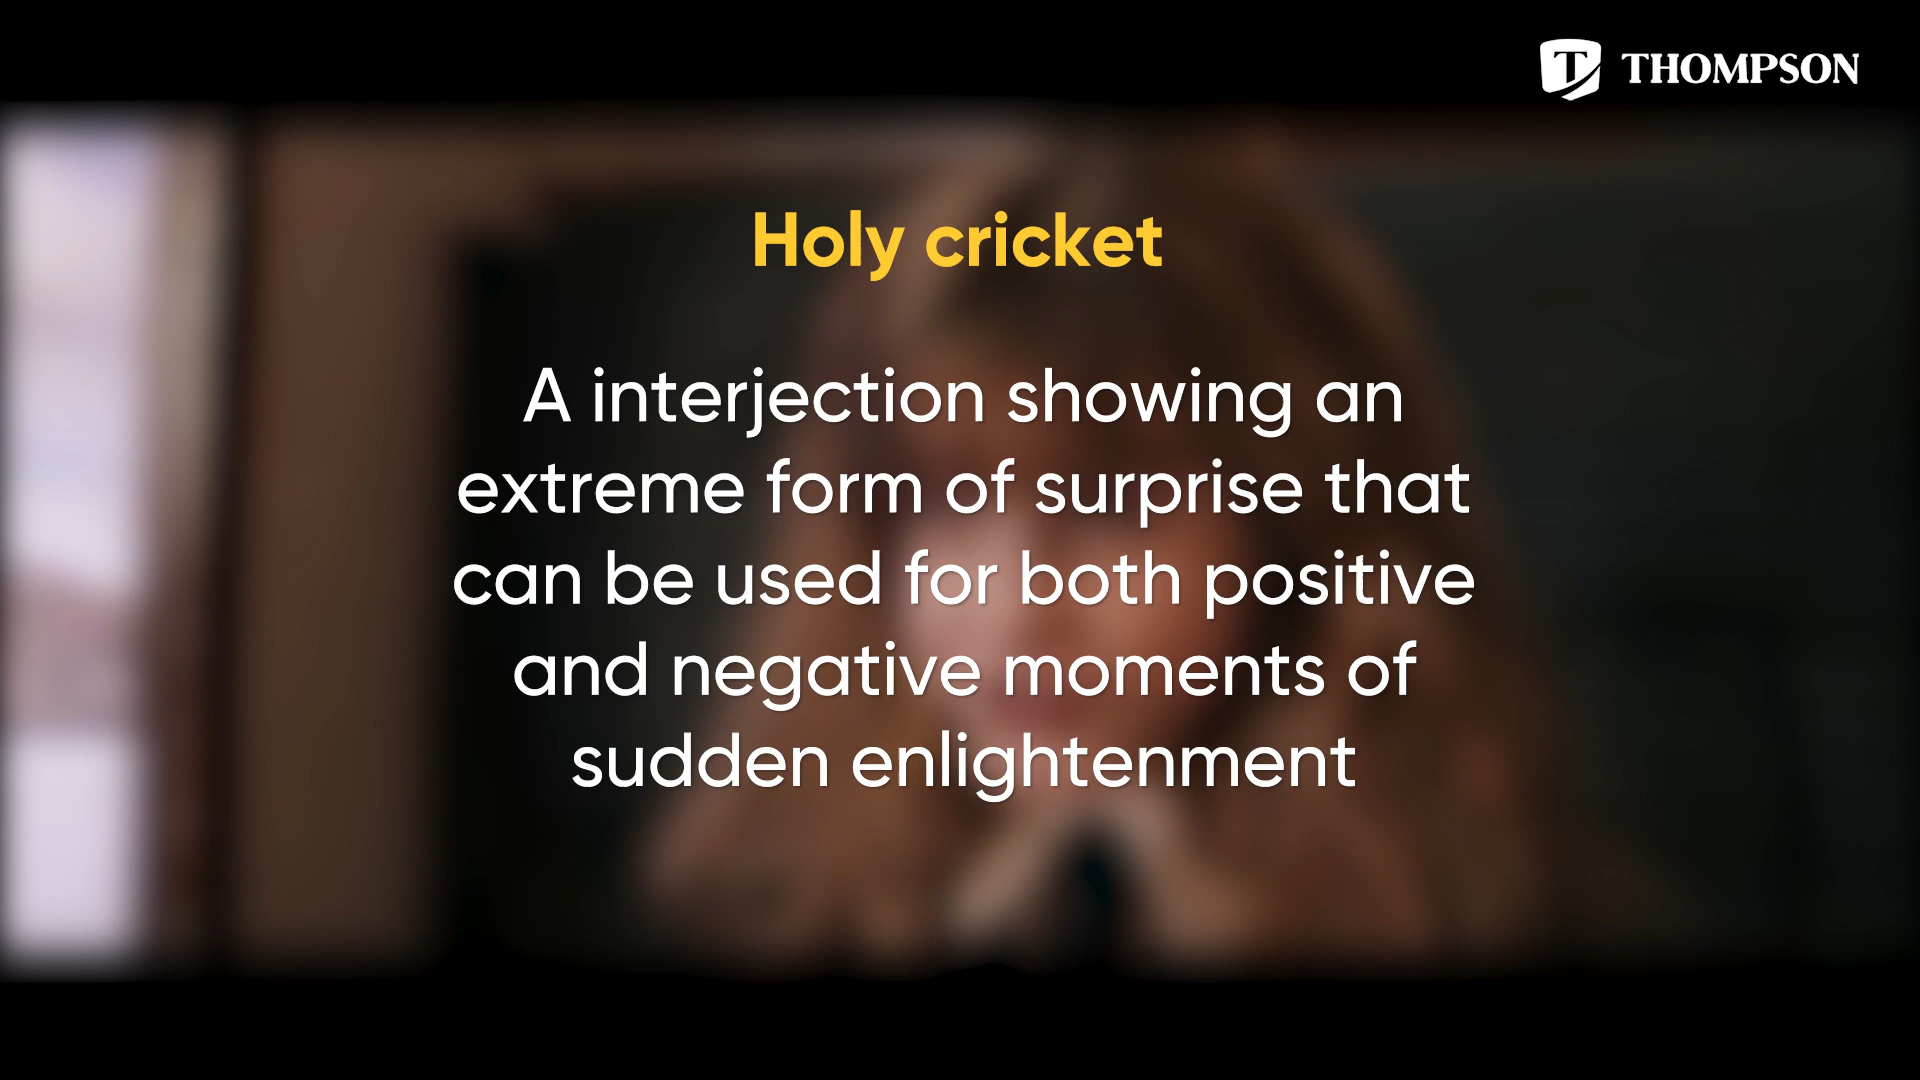 THOMPSON
Holy cricket
A interjection showing an
extreme form of surprise that
can be used for both positive
and negative moments of
sudden enlightenment